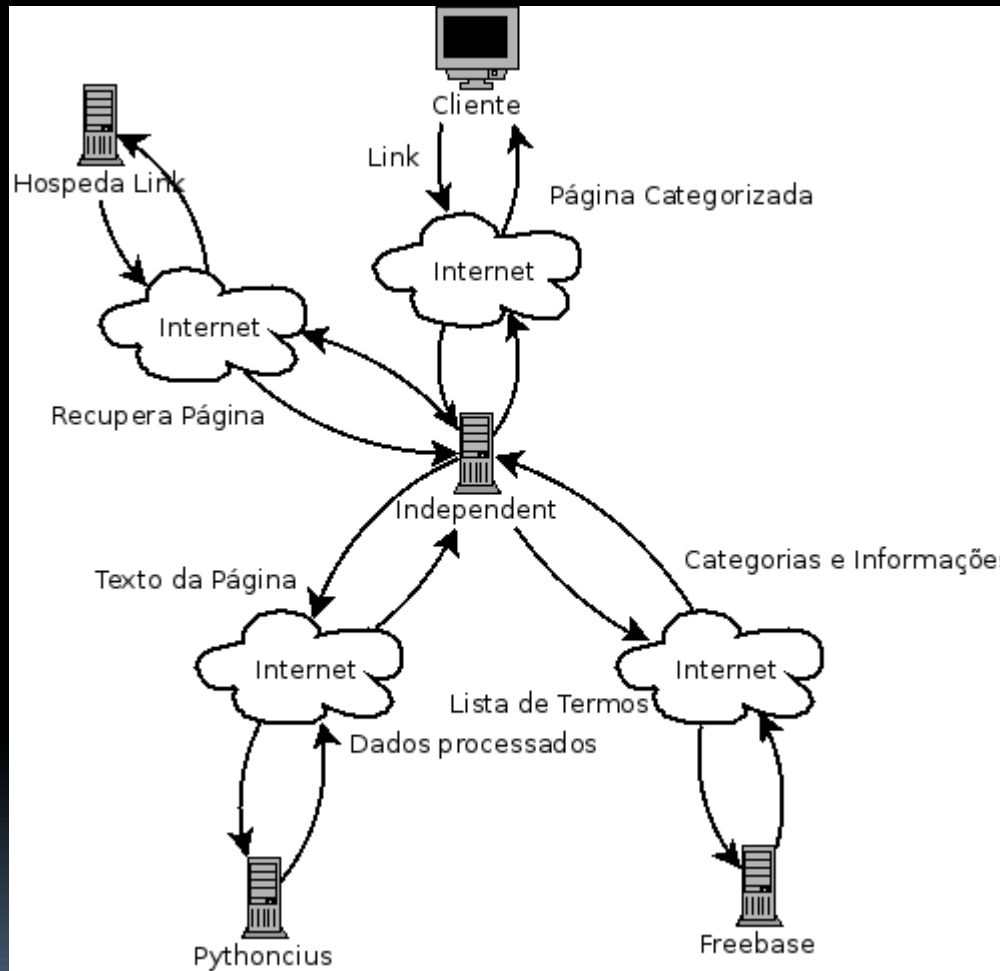 Cliente
Link
Hospeda Link
Página Categorizada
Internet
Internet
Recupera Página
Independent
Categorias e Informações
Texto da Página
Internet
Internet
Lista de Termos
Dados processados
Freebase
Pythoncius